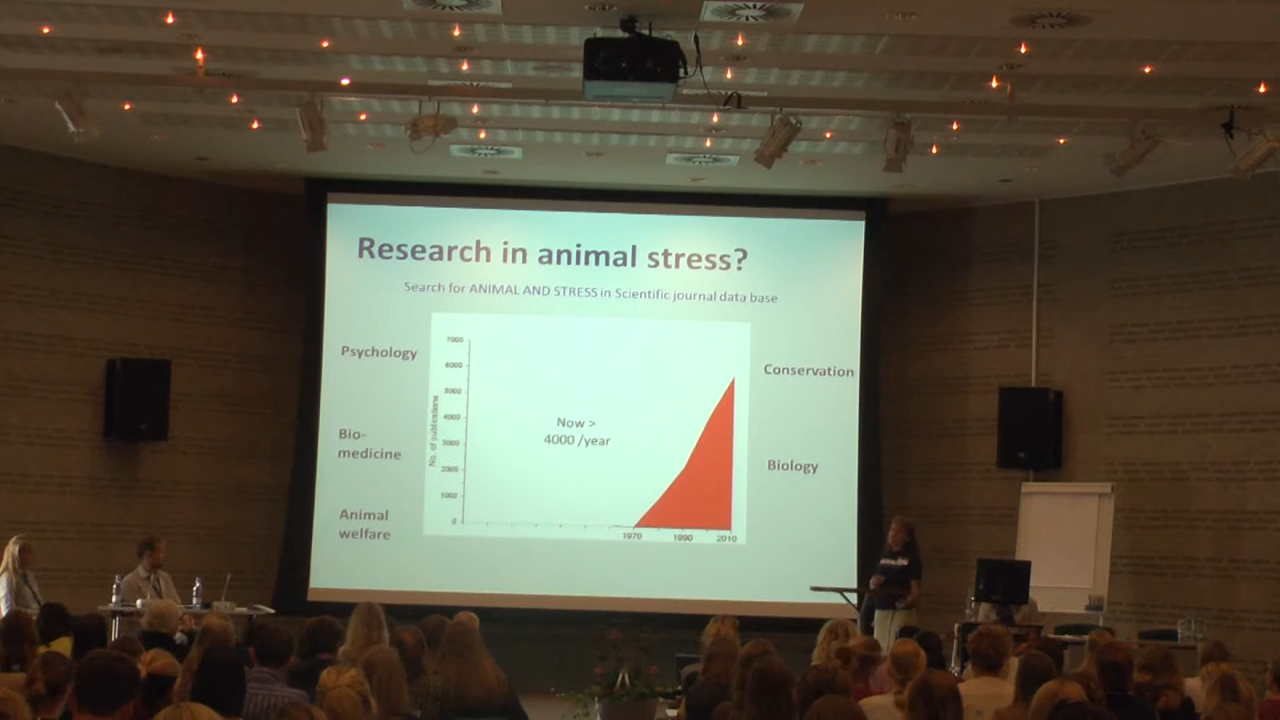 Research in animal stress?
Search for ANIMAL AND STRESS in Scientific journal data base
Psychology
Bio-
medicine
Animal
welfare
No. of publications
7000
6000
5000
4000
3000
2000
1000
0
Now >
4000 /year
1970
1990
2010
Conservation
Biology